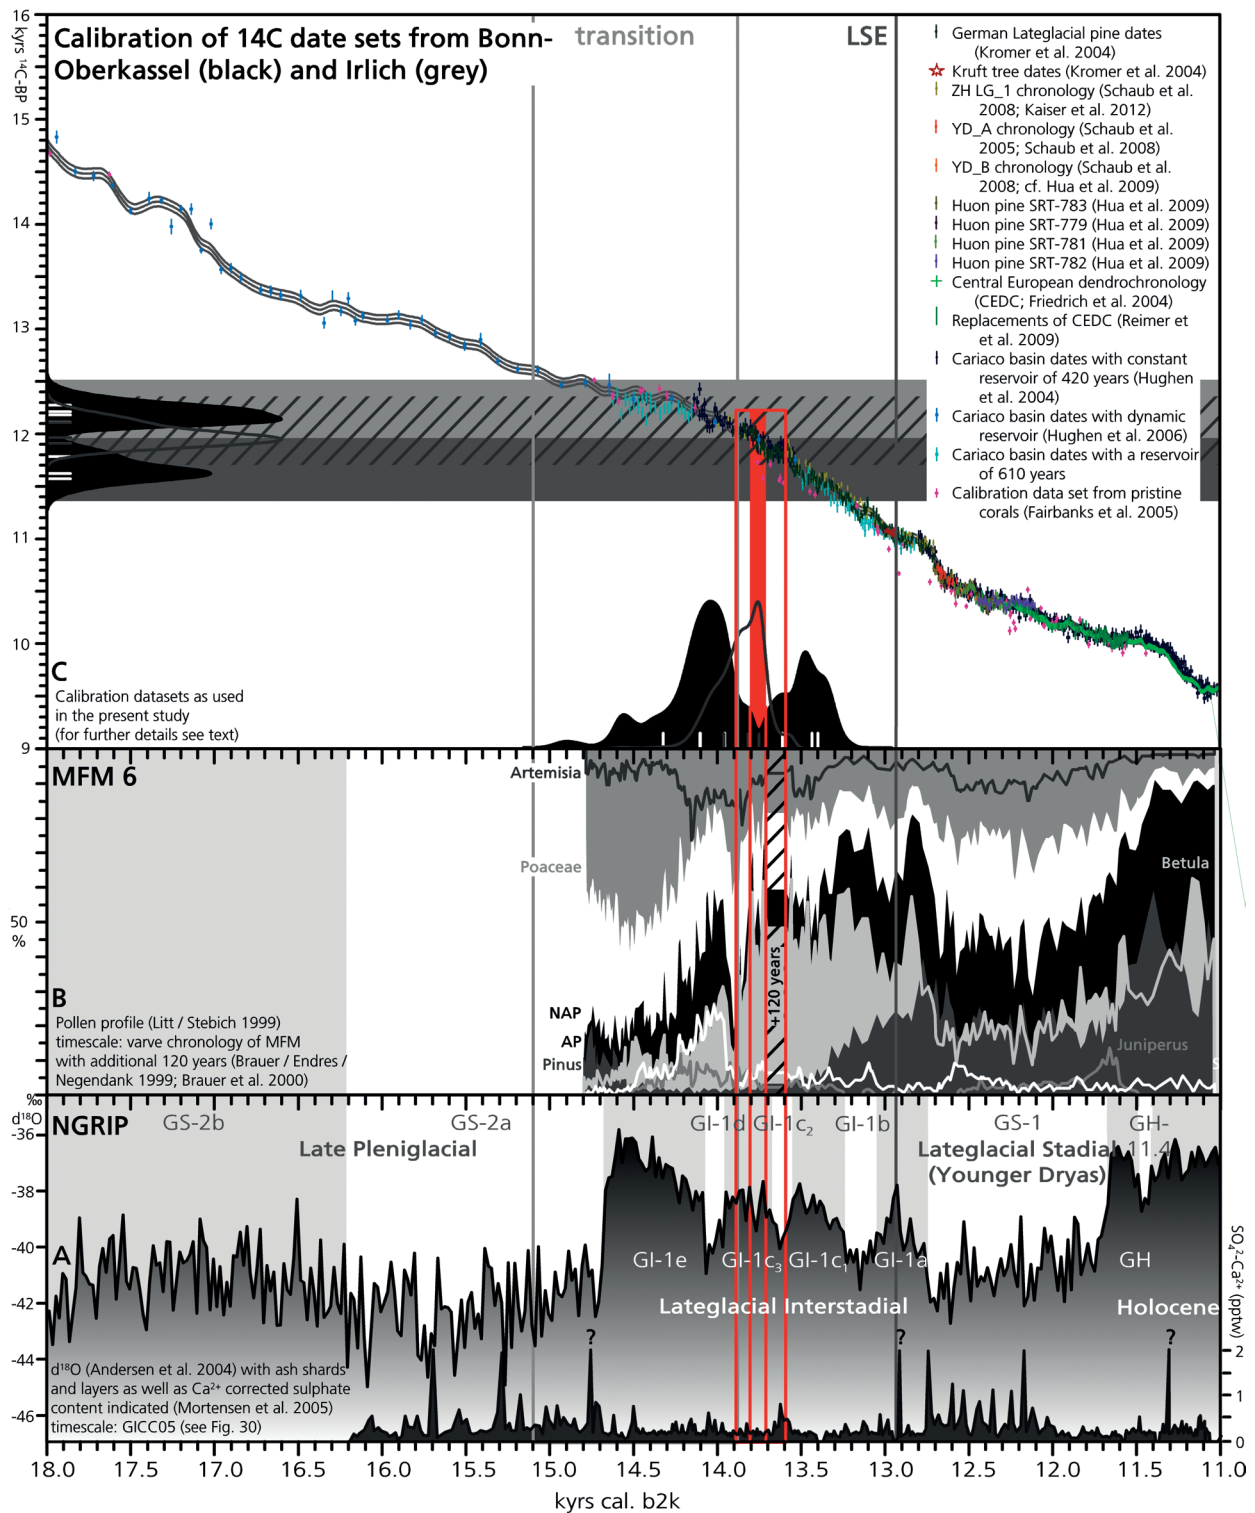 16
kyrs ¹⁴C-BP
15
14
13
12
11
10
9
Calibration of 14C date sets from Bonn-
Oberkassel (black) and Irlich (grey)
transition
LSE
German Lateglacial pine dates
(Kromer et al. 2004)
Kruft tree dates (Kromer et al. 2004)
ZH LG_1 chronology (Schaub et al.
2008; Kaiser et al. 2012)
YD_A chronology (Schaub et al.
2005; Schaub et al. 2008)
YD_B chronology (Schaub et al.
2008; cf. Hua et al. 2009)
Huon pine SRT-783 (Hua et al. 2009)
Huon pine SRT-779 (Hua et al. 2009)
Huon pine SRT-781 (Hua et al. 2009)
Huon pine SRT-782 (Hua et al. 2009)
Central European dendrochronology
(CEDC; Friedrich et al. 2004)
Replacements of CEDC (Reimer et
et al. 2009)
Cariaco basin dates with constant
reservoir of 420 years (Hughen
et al. 2004)
Cariaco basin dates with dynamic
reservoir (Hughen et al. 2006)
Cariaco basin dates with a reservoir
of 610 years
Calibration data set from pristine
corals (Fairbanks et al. 2005)
C
Calibration datasets as used
in the present study
(for further details see text)
MFM 6
Artemisia
Poaceae
Betula
50
%
+120 years
B
NAP
AP
Pinus
Juniperus
S
Pollen profile (Litt / Stebich 1999)
timescale: varve chronology of MFM
with additional 120 years (Brauer / Endres /
Negendank 1999; Brauer et al. 2000)
‰
d¹⁸O
-36
-38
-40
-42
-44
-46
NGRIP
GS-2b
GS-2a
GI-1d
GI-1c₂
GI-1b
GS-1
GH-
11.4
Late Pleniglacial
Lateglacial Stadial
(Younger Dryas)
A
GI-1e
GI-1c₃
GI-1c₁
GI-1a
GH
Lateglacial Interstadial
Holocene
?
?
?
d¹⁸O (Andersen et al. 2004) with ash shards
and layers as well as Ca²⁺ corrected sulphate
content indicated (Mortensen et al. 2005)
timescale: GICC05 (see Fig. 30)
SO₄²⁻-Ca²⁺ (pptw)
2
1
0
18.0 17.5 17.0 16.5 16.0 15.5 15.0 14.5 14.0 13.5 13.0 12.5 12.0 11.5 11.0
kyrs cal. b2k